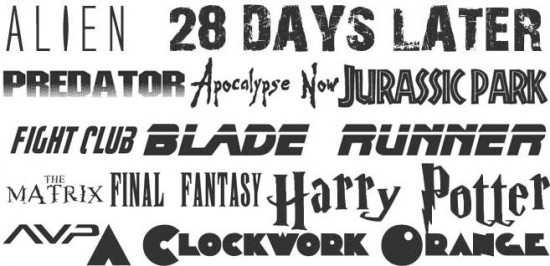 ALIEN 28 DAYS LATER
PREDATOR Apocalypse Now JURASSIC PARK
FIGHT CLUB BLADE RUNNER
THE
MATRIX FINAL FANTASY Harry Potter
AVP A CLOCKWORK ORANGE